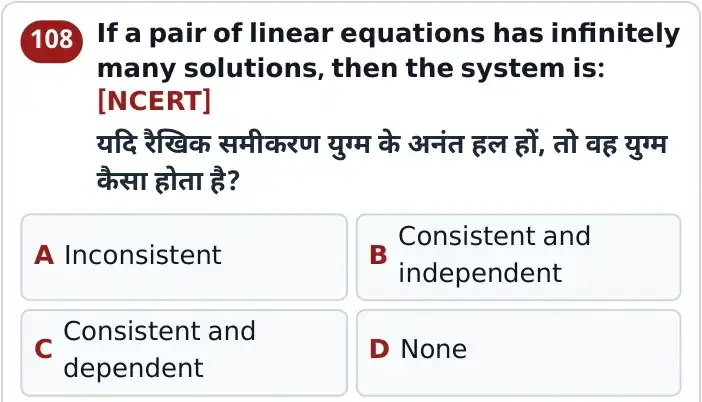 108 If a pair of linear equations has infinitely
many solutions, then the system is:
[NCERT]
यदि रैखिक समीकरण युग्म के अनंत हल हों, तो वह युग्म
कैसा होता है?
A Inconsistent
B Consistent and
independent
C Consistent and
dependent
D None